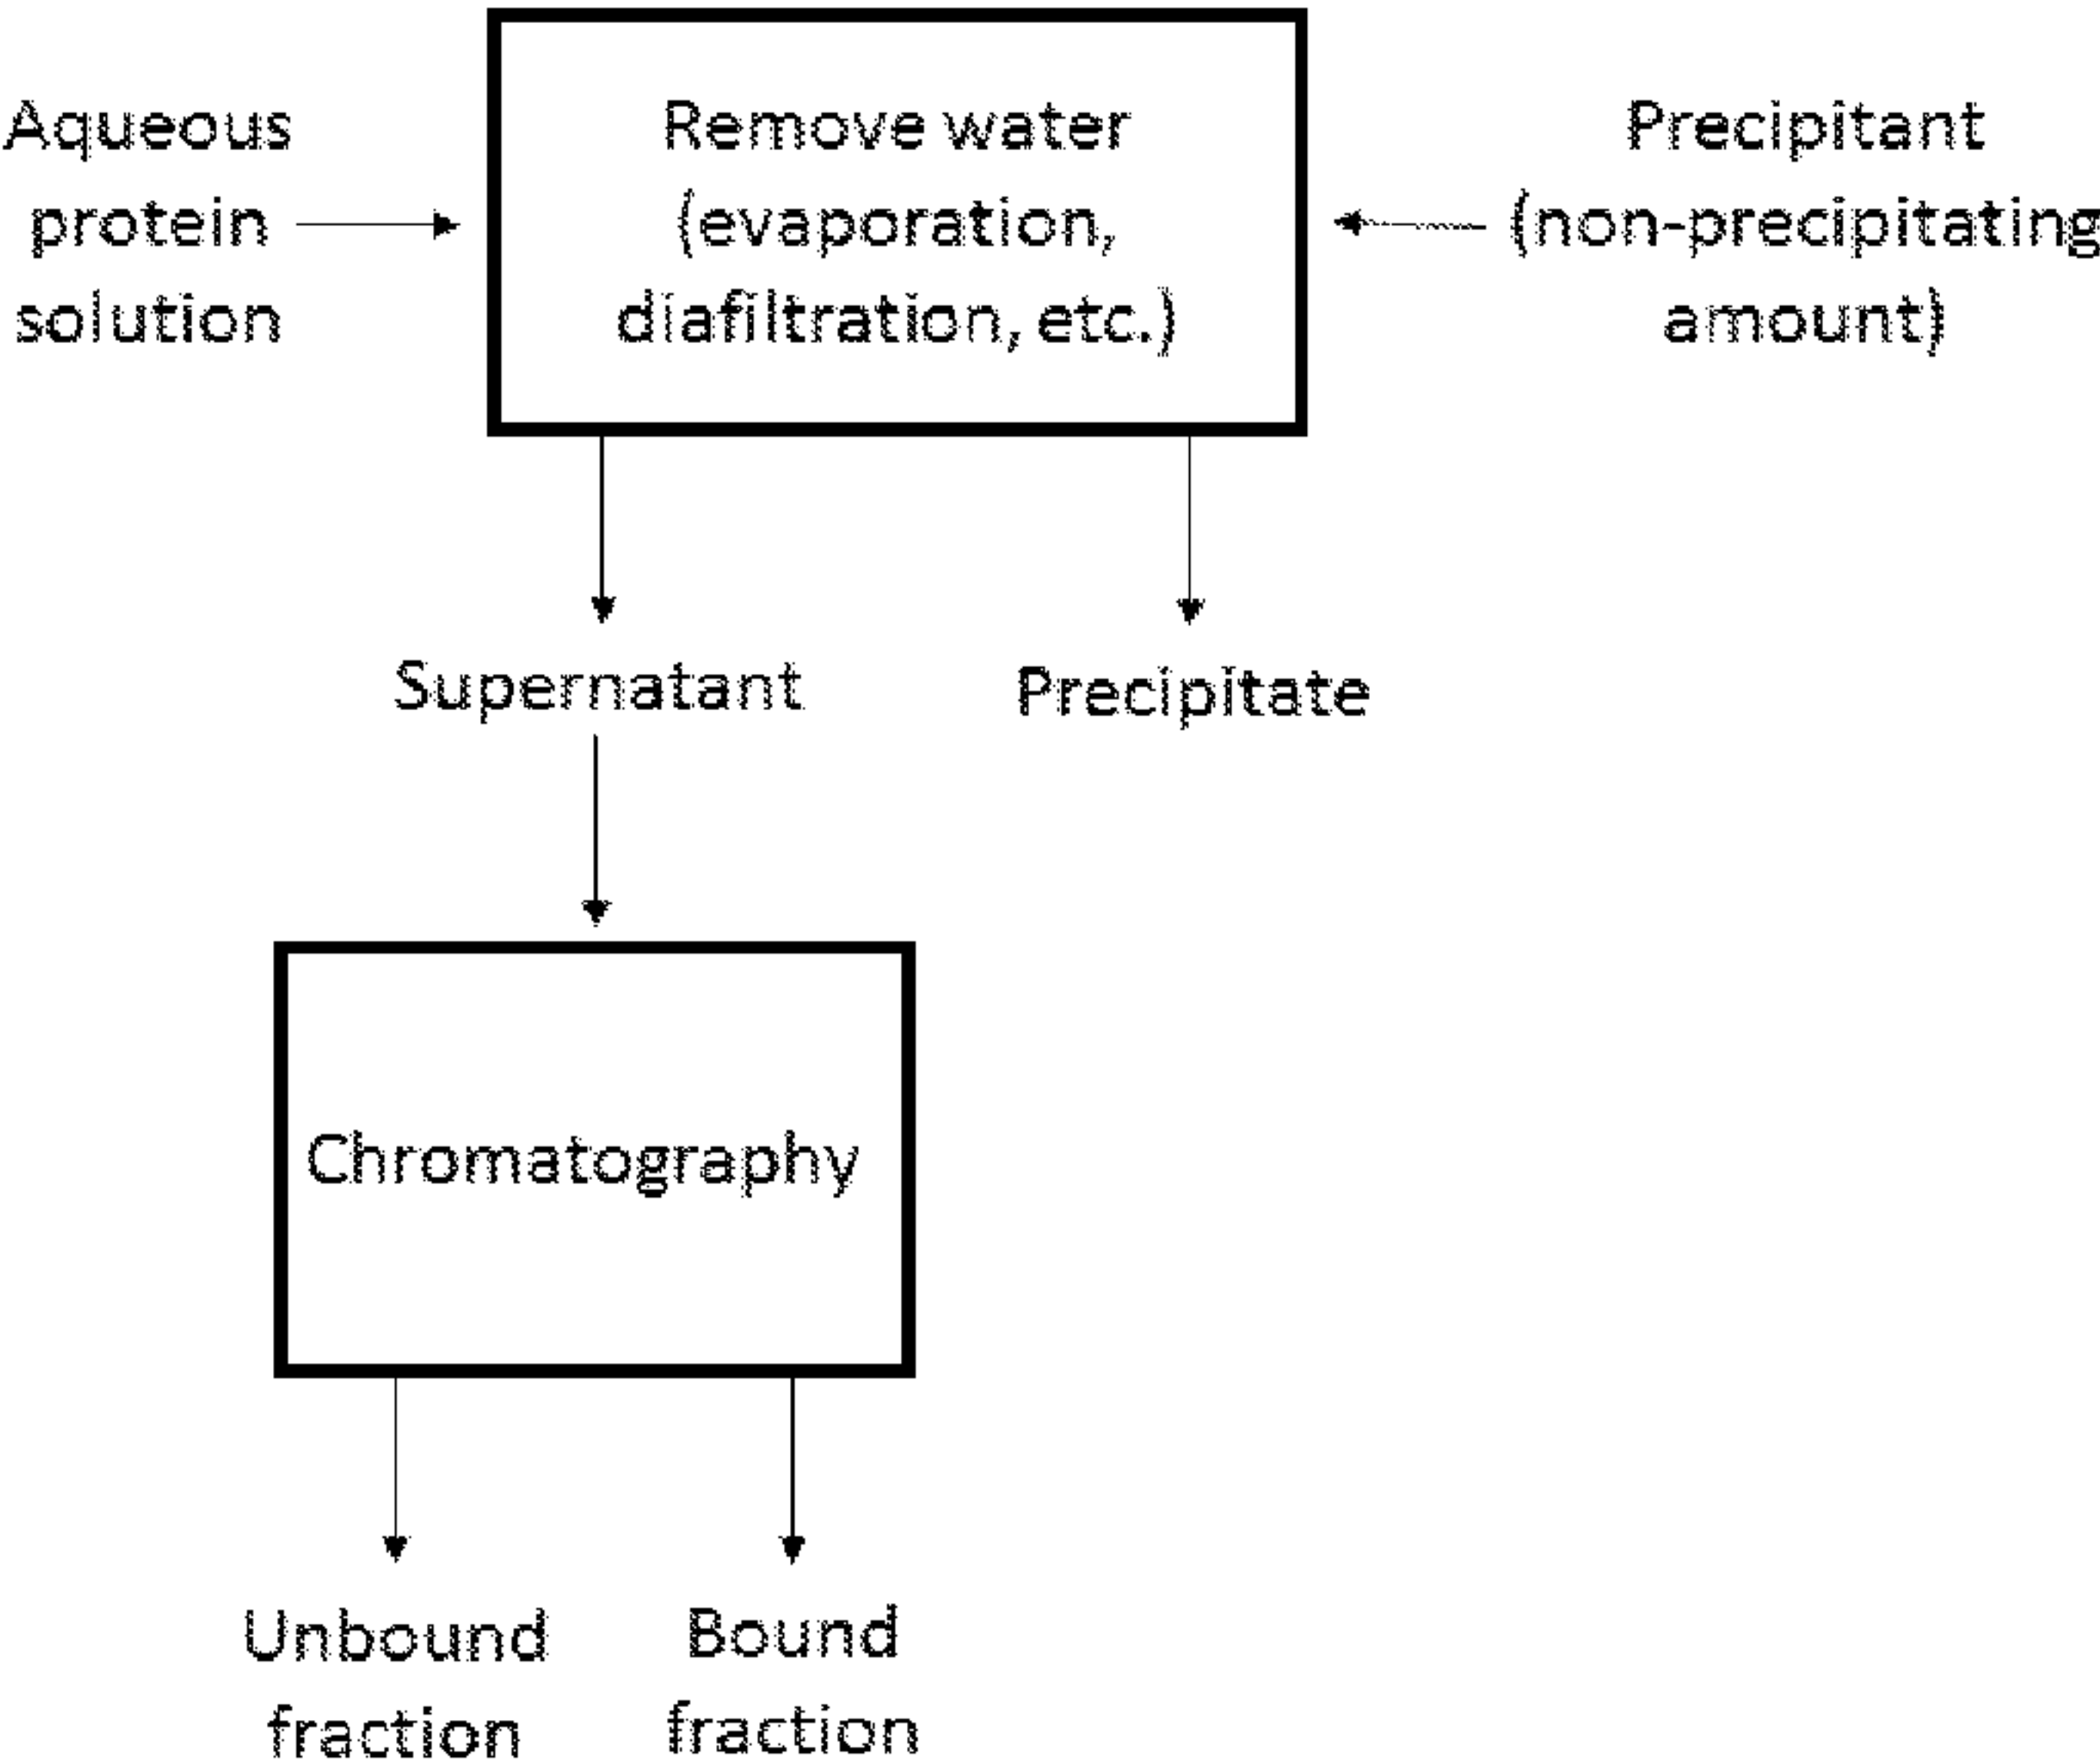 Aqueous
protein
solution
Remove water
(evaporation,
diafiltration, etc.)
Precipitant
(non-precipitating
amount)
Supernatant
Precipitate
Chromatography
Unbound
fraction
Bound
fraction